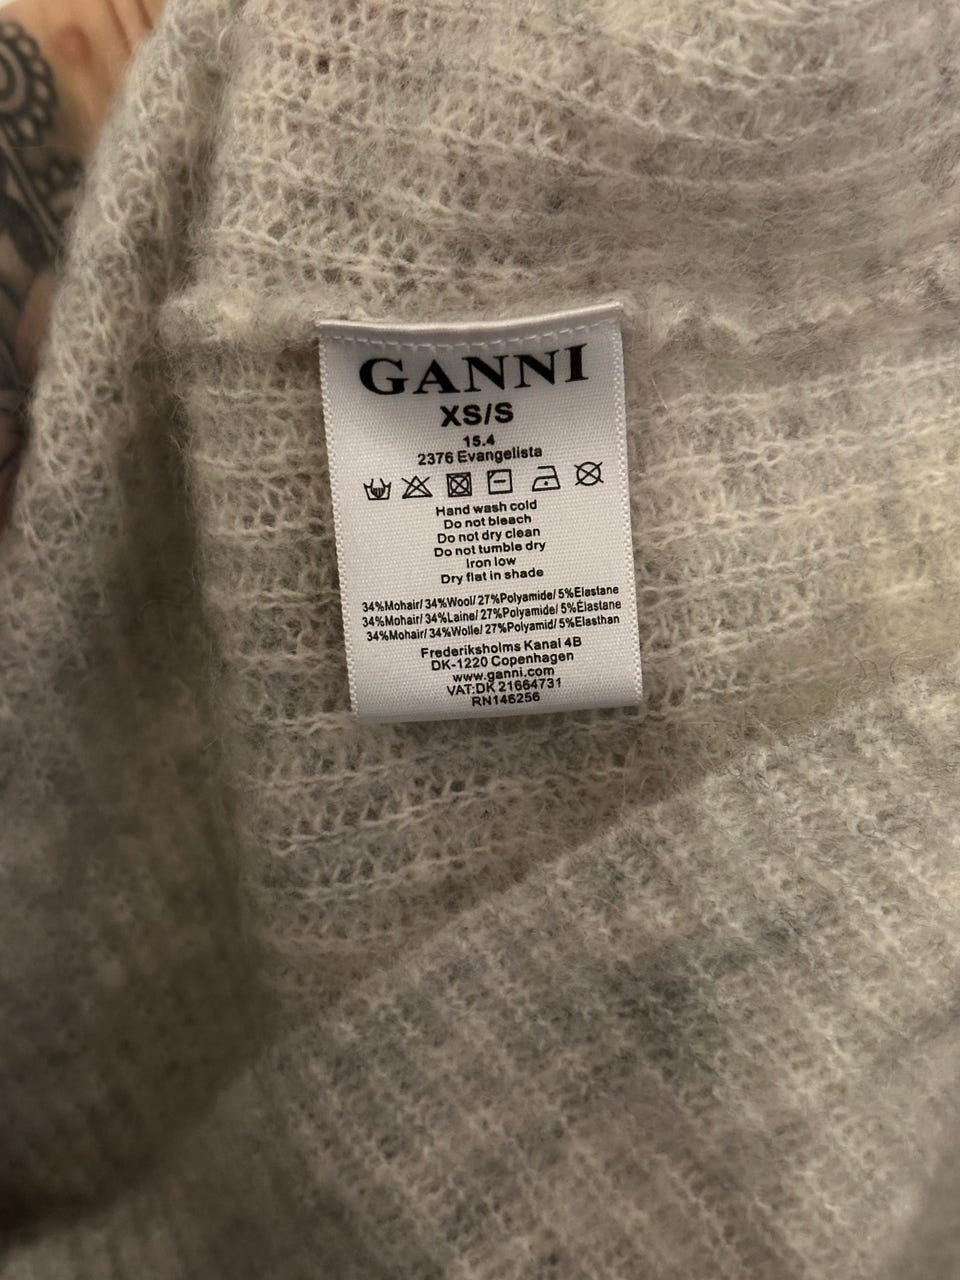 GANNI
XS/S
15.4
2376 Evangelista
Hand wash cold
Do not bleach
Do not dry clean
Do not tumble dry
Iron low
Dry flat in shade
34%Mohair/ 34%Wool/ 27%Polyamide/ 5%Elastane
34%Mohair/ 34%Laine/ 27%Polyamide/ 5%Élastane
34%Mohair/ 34%Wolle/ 27%Polyamid/ 5%Elasthan
Frederiksholms Kanal 4B
DK-1220 Copenhagen
www.ganni.com
VAT:DK 21664731
RN146256